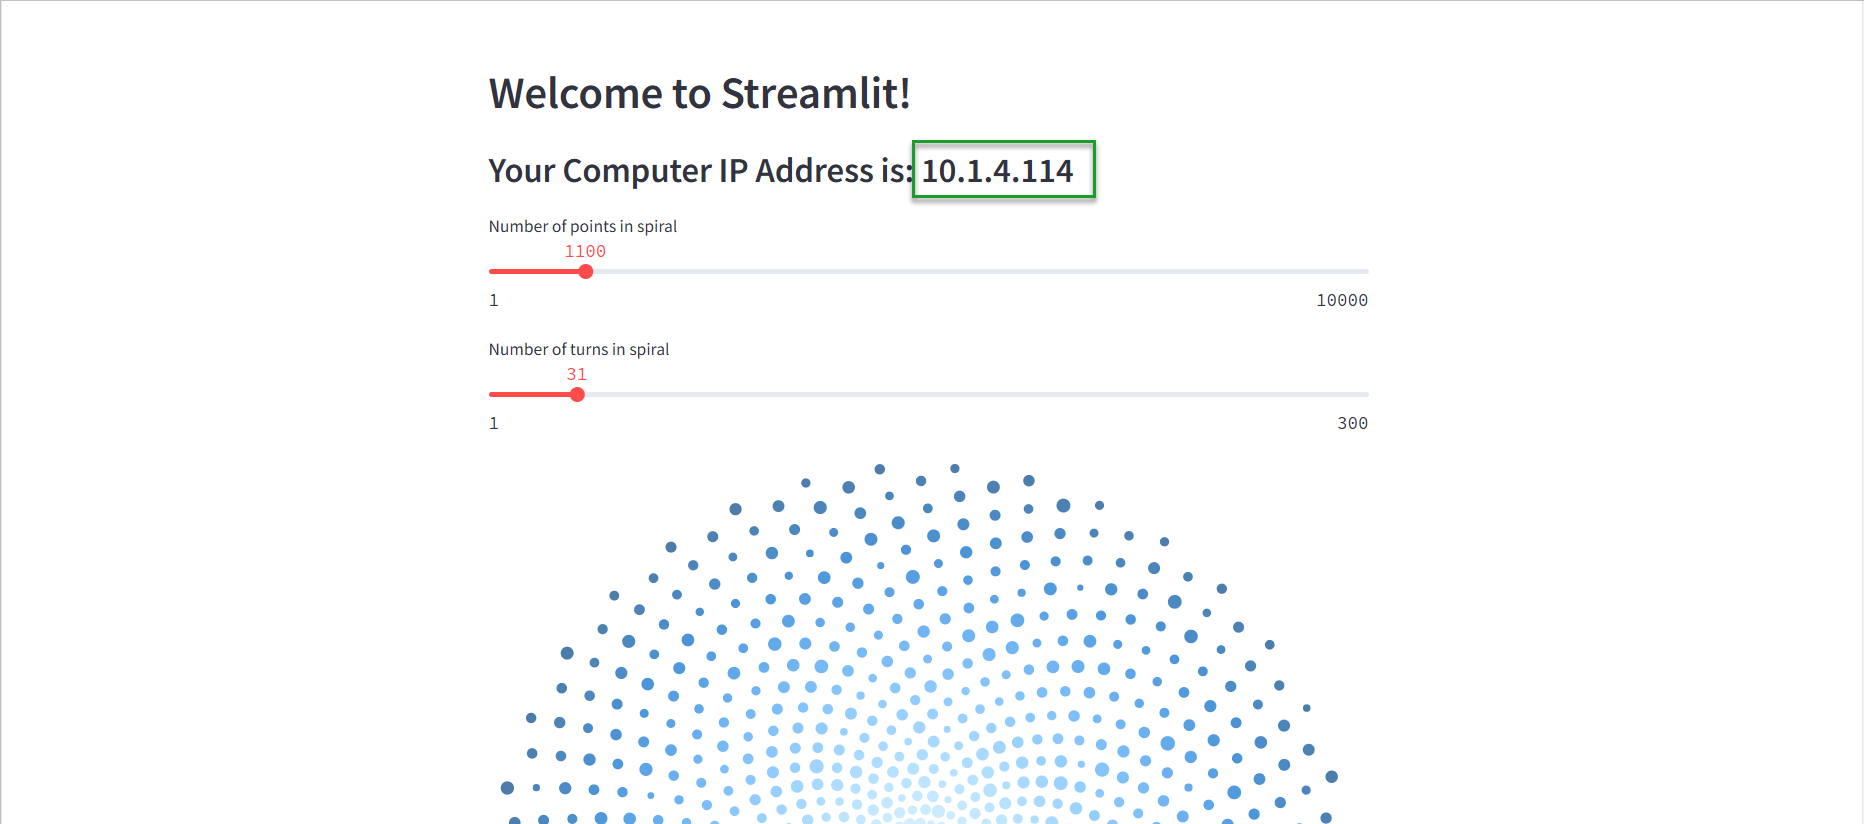 Welcome to Streamlit!
Your Computer IP Address is: 10.1.4.114
Number of points in spiral
1100
1 10000
Number of turns in spiral
31
1 300